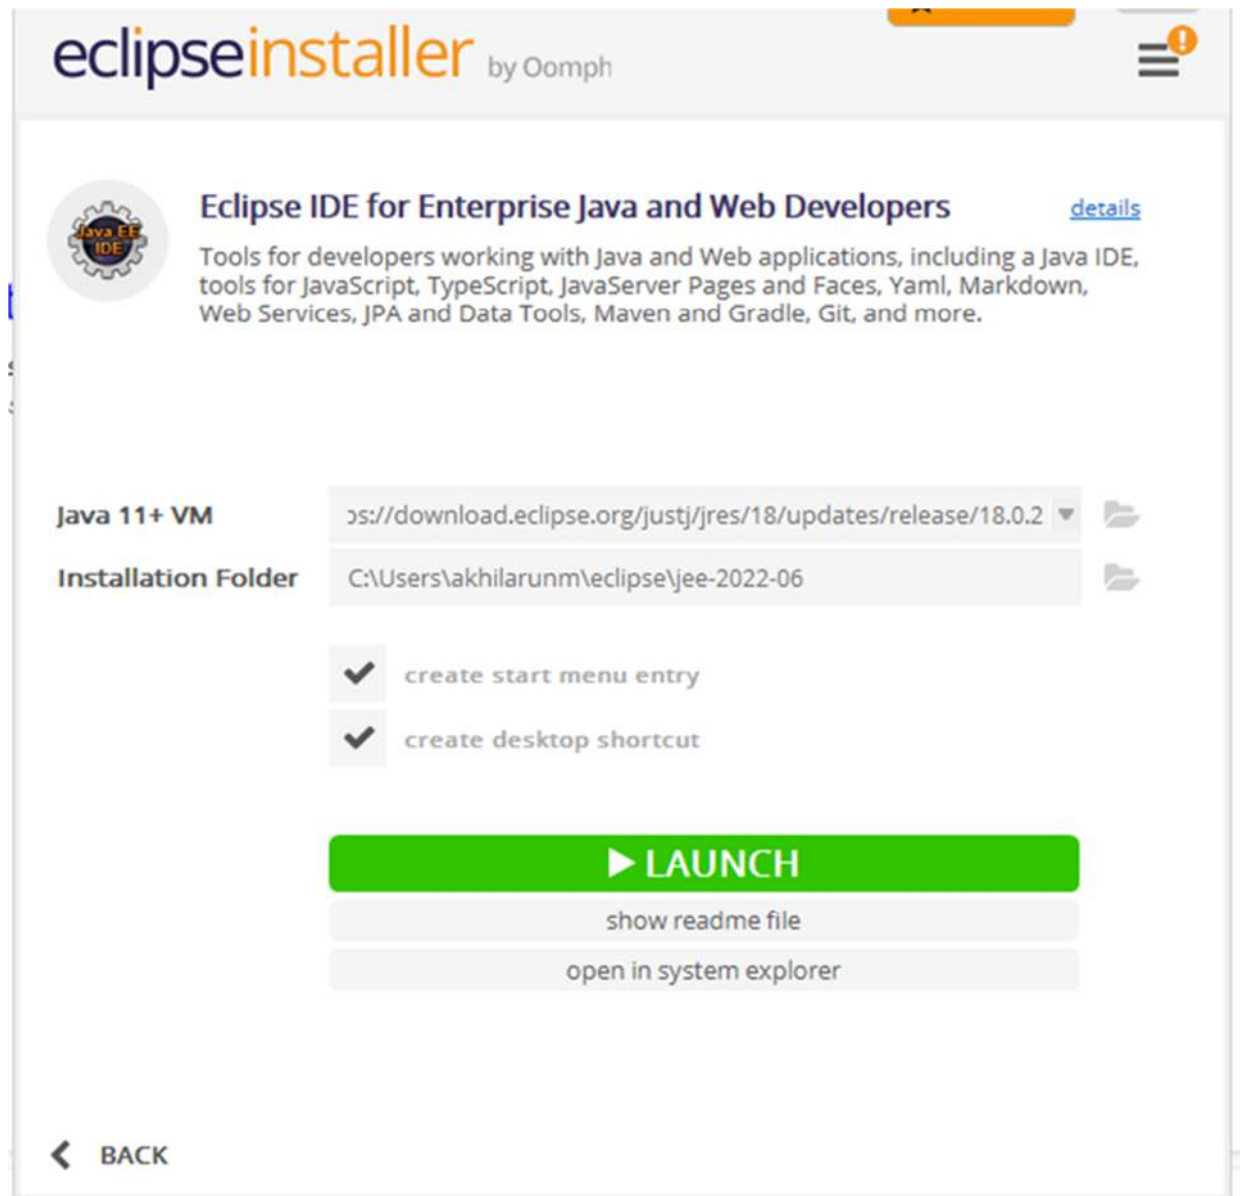 eclipseinstaller by Oomph
Eclipse IDE for Enterprise Java and Web Developers details
Java EE
IDE
Tools for developers working with Java and Web applications, including a Java IDE,
tools for JavaScript, TypeScript, JavaServer Pages and Faces, Yaml, Markdown,
Web Services, JPA and Data Tools, Maven and Gradle, Git, and more.
Java 11+ VM ps://download.eclipse.org/justj/jres/18/updates/release/18.0.2
Installation Folder C:\Users\akhilarunm\eclipse\jee-2022-06
create start menu entry
create desktop shortcut
LAUNCH
show readme file
open in system explorer
BACK